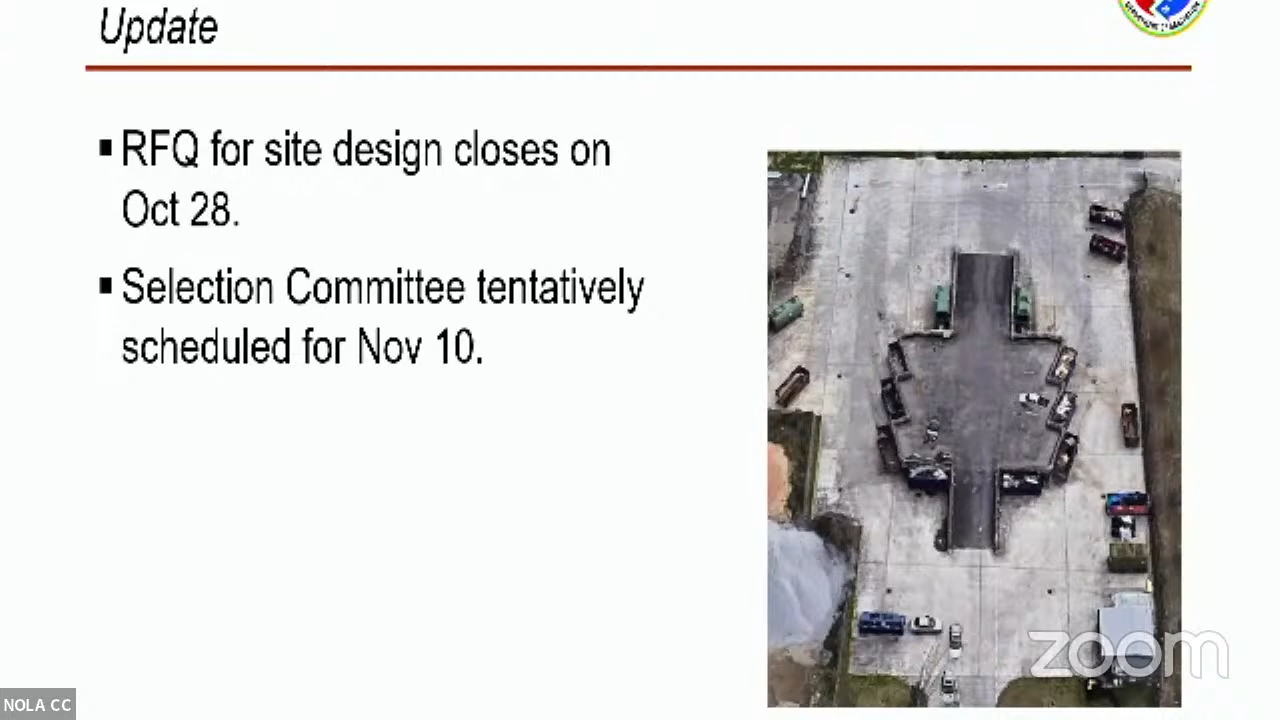 Update
▪RFQ for site design closes on
Oct 28.
▪Selection Committee tentatively
scheduled for Nov 10.
zoom
NOLA CC